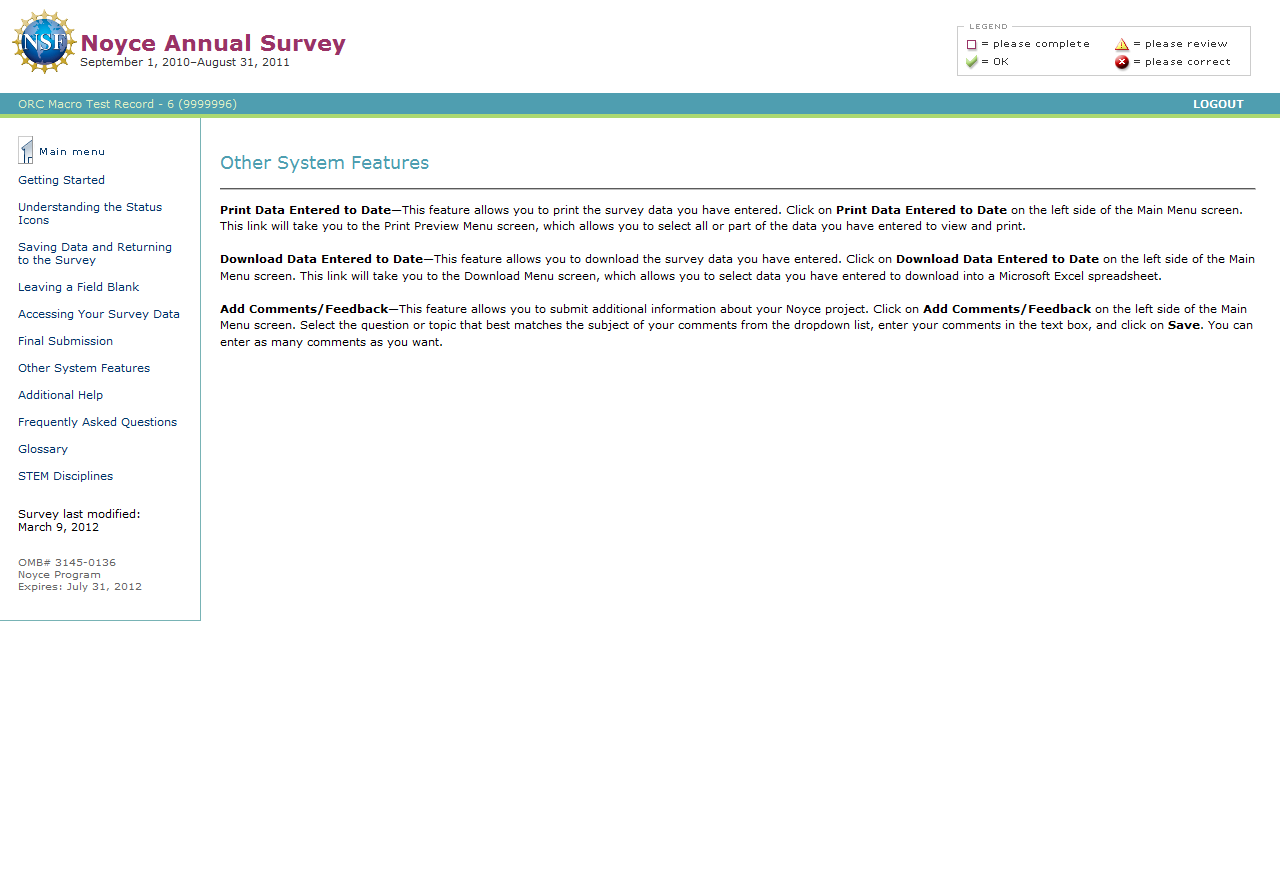 NSF
Noyce Annual Survey
September 1, 2010–August 31, 2011
LEGEND
= please complete
= please review
= OK
= please correct
ORC Macro Test Record - 6 (9999996)
LOGOUT
Main menu
Getting Started
Understanding the Status
Icons
Saving Data and Returning
to the Survey
Leaving a Field Blank
Accessing Your Survey Data
Final Submission
Other System Features
Additional Help
Frequently Asked Questions
Glossary
STEM Disciplines
Survey last modified:
March 9, 2012
OMB# 3145-0136
Noyce Program
Expires: July 31, 2012
Other System Features
Print Data Entered to Date—This feature allows you to print the survey data you have entered. Click on Print Data Entered to Date on the left side of the Main Menu screen.
This link will take you to the Print Preview Menu screen, which allows you to select all or part of the data you have entered to view and print.
Download Data Entered to Date—This feature allows you to download the survey data you have entered. Click on Download Data Entered to Date on the left side of the Main
Menu screen. This link will take you to the Download Menu screen, which allows you to select data you have entered to download into a Microsoft Excel spreadsheet.
Add Comments/Feedback—This feature allows you to submit additional information about your Noyce project. Click on Add Comments/Feedback on the left side of the Main
Menu screen. Select the question or topic that best matches the subject of your comments from the dropdown list, enter your comments in the text box, and click on Save. You can
enter as many comments as you want.